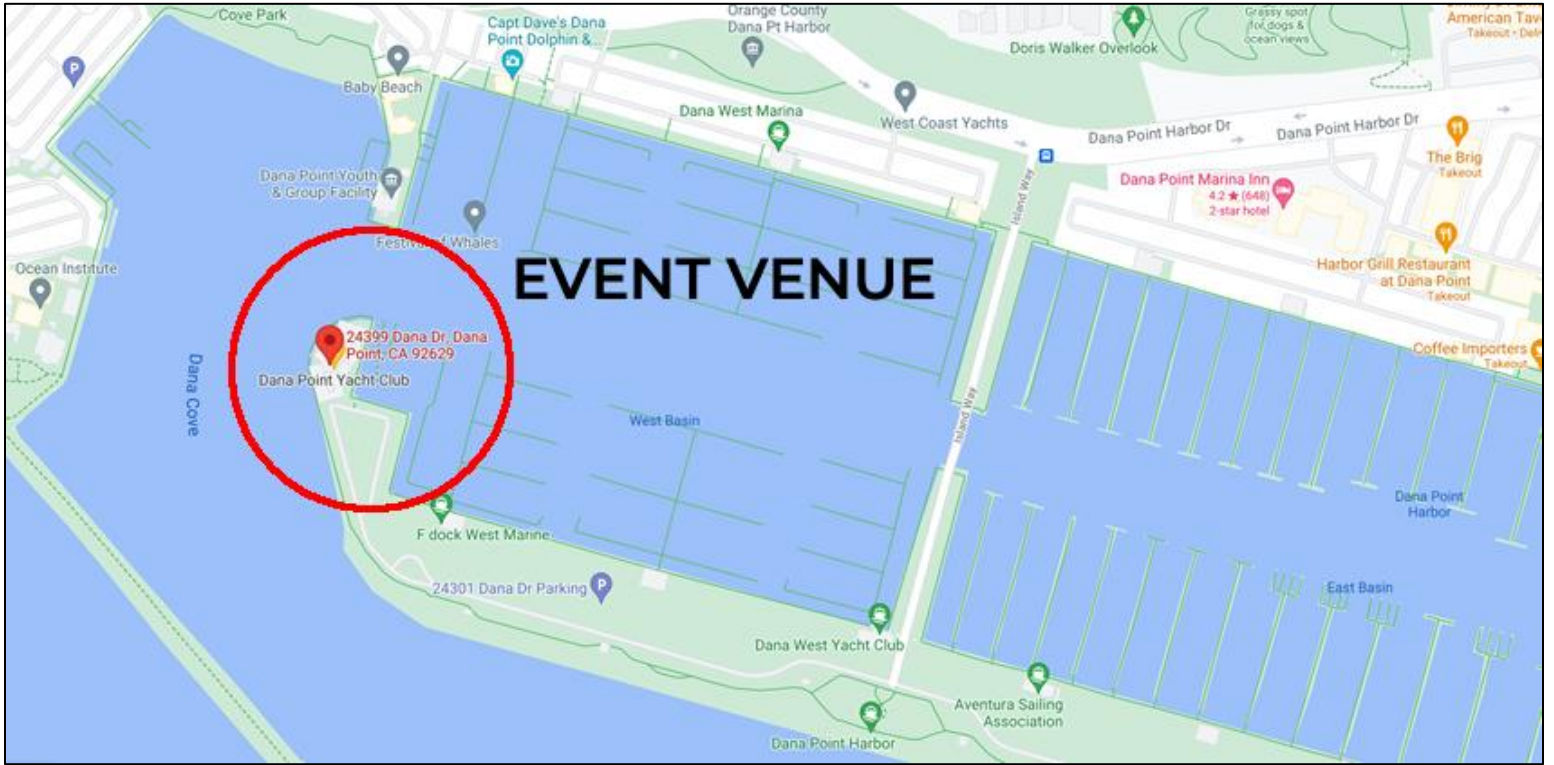 Cove Park
Capt Dave's Dana
Point Dolphin &...
Orange County
Dana Pt Harbor
Doris Walker Overlook
Grassy spot
for dogs &
ocean views
American
Takeout
P
Baby Beach
Dana West Marina
West Coast Yachts
Dana Point Harbor Dr
Dana Point Harbor Dr
The Brig
Takeout
Dana Point Youth
& Group Facility
Island Way
Dana Point Marina Inn
4.2 ★ (648)
2-star hotel
Festival of Whales
EVENT VENUE
Ocean Institute
Harbor Grill Restaurant
at Dana Point
Takeout
24399 Dana Dr, Dana
Point, CA 92629
Dana Point Yacht Club
Dana Cove
Coffee Importers
Takeout
West Basin
Island Way
Dana Point
Harbor
F dock West Marine
24301 Dana Dr Parking
P
East Basin
Dana West Yacht Club
Aventura Sailing
Association
Dana Point Harbor